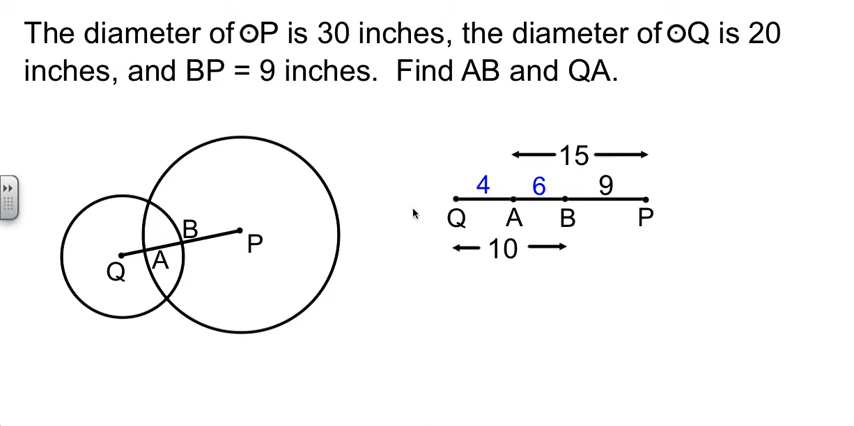 The diameter of ⊙P is 30 inches, the diameter of ⊙Q is 20
inches, and BP = 9 inches. Find AB and QA.
B
P
A
Q
15
4 6 9
Q A B P
10